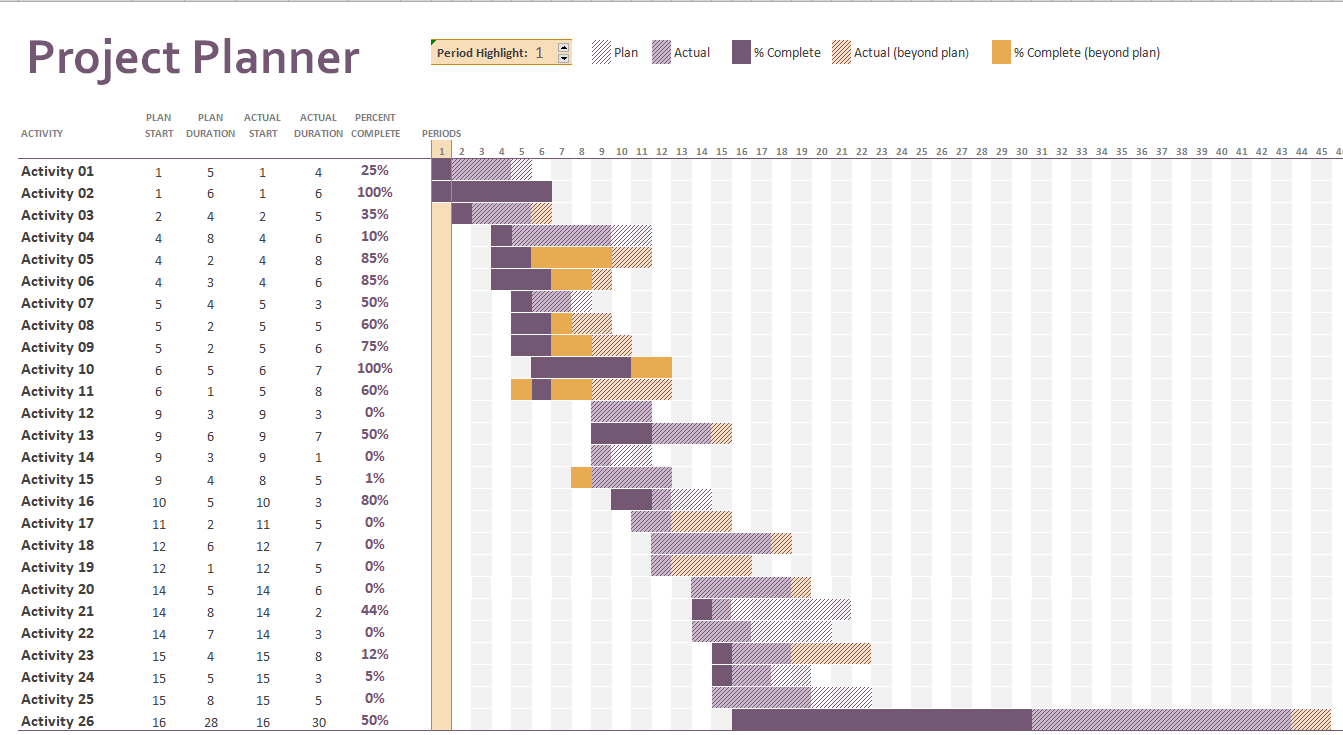 Project Planner
Period Highlight: 1 Plan Actual % Complete Actual (beyond plan) % Complete (beyond plan)
PLAN PLAN ACTUAL ACTUAL PERCENT
ACTIVITY START DURATION START DURATION COMPLETE PERIODS
1 2 3 4 5 6 7 8 9 10 11 12 13 14 15 16 17 18 19 20 21 22 23 24 25 26 27 28 29 30 31 32 33 34 35 36 37 38 39 40 41 42 43 44 45
Activity 01 1 5 1 4 25%
Activity 02 1 6 1 6 100%
Activity 03 2 4 2 5 35%
Activity 04 4 8 4 6 10%
Activity 05 4 2 4 8 85%
Activity 06 4 3 4 6 85%
Activity 07 5 4 5 3 50%
Activity 08 5 2 5 5 60%
Activity 09 5 2 5 6 75%
Activity 10 6 5 6 7 100%
Activity 11 6 1 5 8 60%
Activity 12 9 3 9 3 0%
Activity 13 9 6 9 7 50%
Activity 14 9 3 9 1 0%
Activity 15 9 4 8 5 1%
Activity 16 10 5 10 3 80%
Activity 17 11 2 11 5 0%
Activity 18 12 6 12 7 0%
Activity 19 12 1 12 5 0%
Activity 20 14 5 14 6 0%
Activity 21 14 8 14 2 44%
Activity 22 14 7 14 3 0%
Activity 23 15 4 15 8 12%
Activity 24 15 5 15 3 5%
Activity 25 15 8 15 5 0%
Activity 26 16 28 16 30 50%